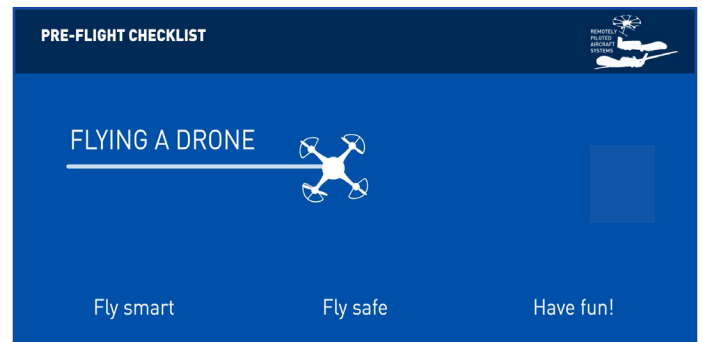 PRE-FLIGHT CHECKLIST
REMOTELY
PILOTED
AIRCRAFT
SYSTEMS
FLYING A DRONE
Fly smart
Fly safe
Have fun!